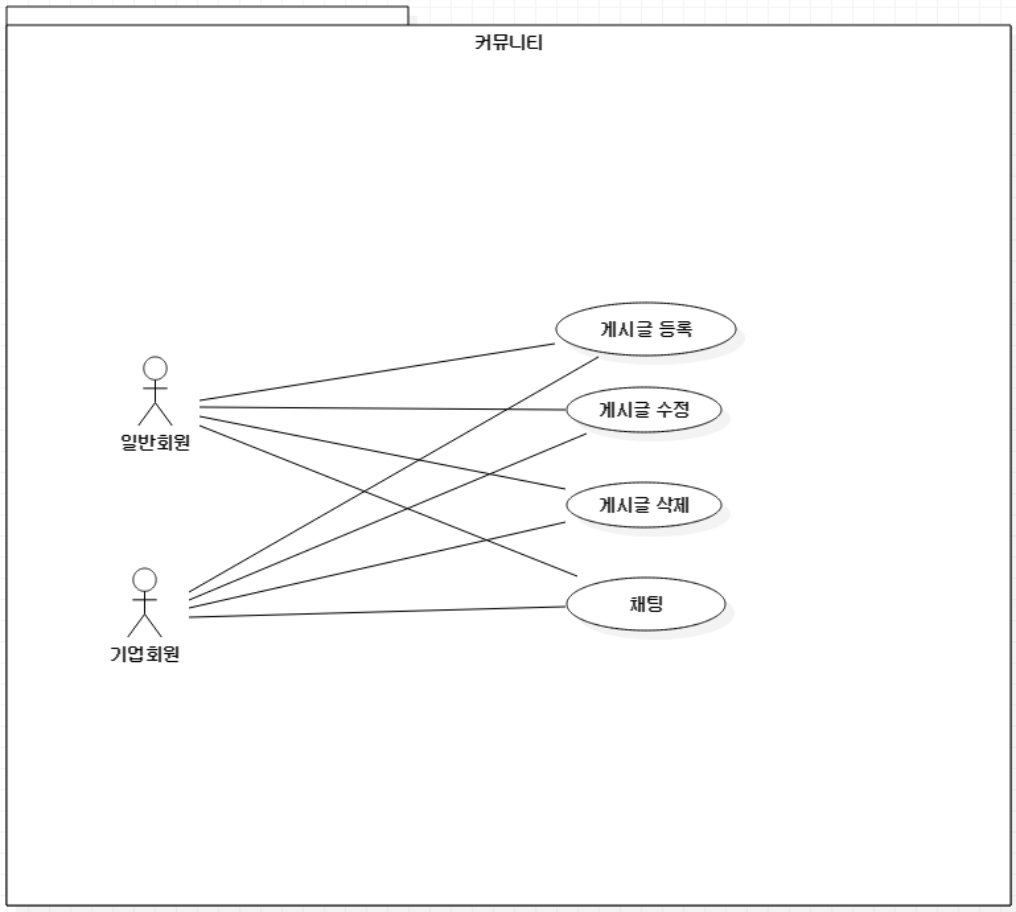 커뮤니티
게시글 등록
게시글 수정
일반회원
게시글 삭제
채팅
기업회원